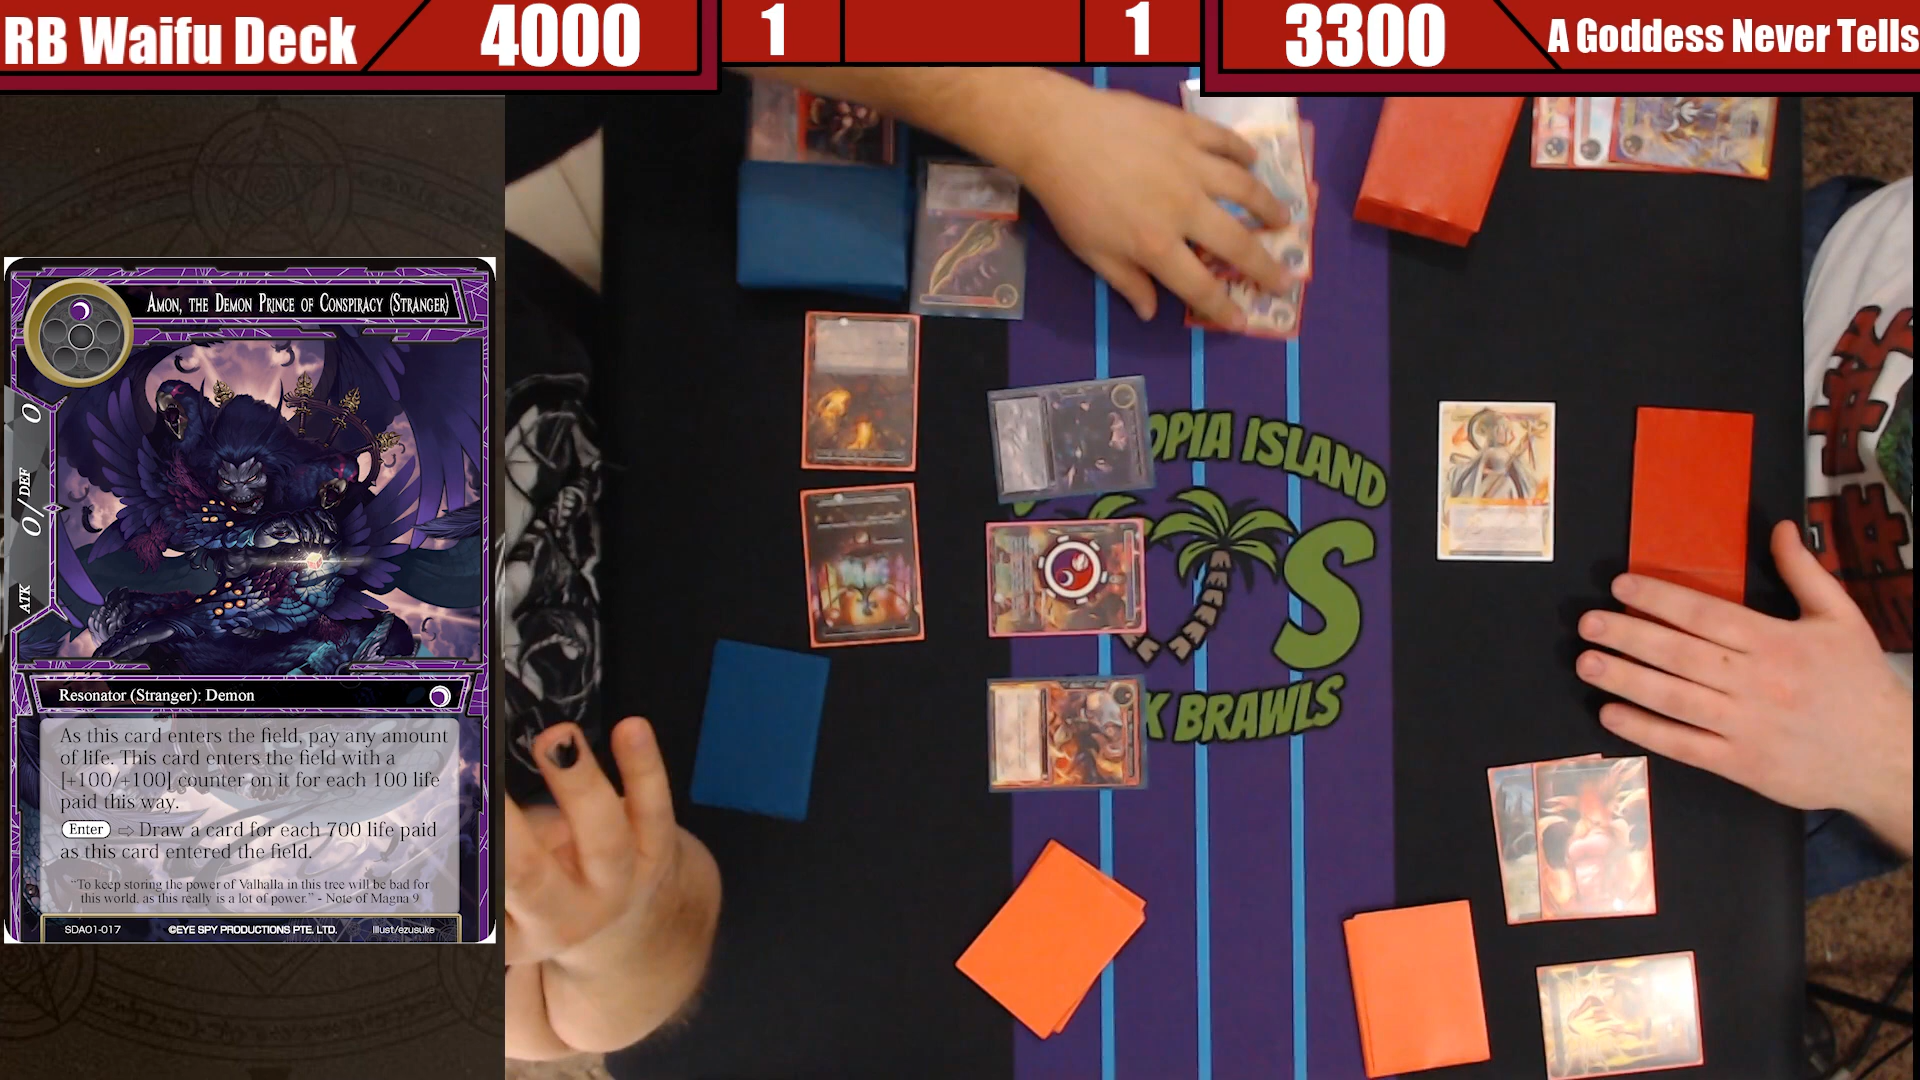 RB Waifu Deck
4000
1
1
3300
A Goddess Never Tells
AMON, THE DEMON PRINCE OF CONSPIRACY (STRANGER)
0
0 / DEF
ATK
Resonator (Stranger): Demon
As this card enters the field, pay any amount
of life. This card enters the field with a
[+100/+100] counter on it for each 100 life
paid this way.
Enter ⇨ Draw a card for each 700 life paid
as this card entered the field.
"To keep storing the power of Valhalla in this tree will be bad for
this world, as this really is a lot of power." - Note of Magna 9
SDAO1-017 ©EYE SPY PRODUCTIONS PTE. LTD. Illust/ezusuke
OPIA ISLAND
S
K BRAWLS